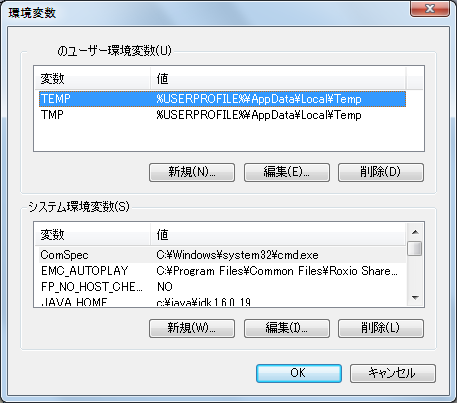 環境変数
のユーザー環境変数(U)
変数 値
TEMP %USERPROFILE%¥AppData¥Local¥Temp
TMP %USERPROFILE%¥AppData¥Local¥Temp
新規(N)... 編集(E)... 削除(D)
システム環境変数(S)
変数 値
ComSpec C:¥Windows¥system32¥cmd.exe
EMC_AUTOPLAY C:¥Program Files¥Common Files¥Roxio Share...
FP_NO_HOST_CHE... NO
JAVA_HOME c:¥java¥jdk1.6.0_19
新規(W)... 編集(I)... 削除(L)
OK キャンセル